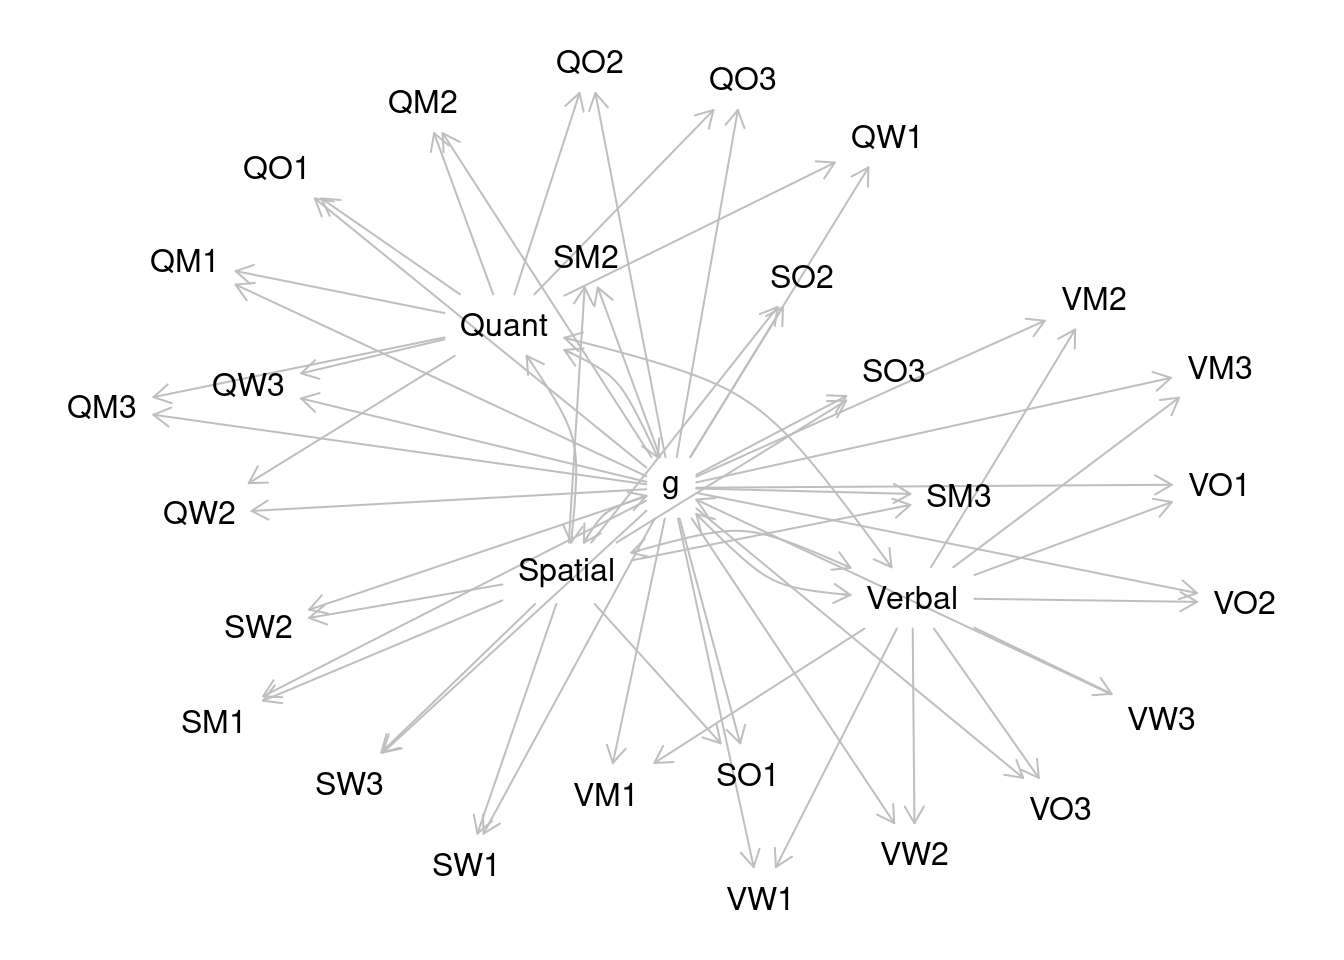 QO2
QO3
QM2
QW1
QO1
SM2
QM1
SO2
VM2
Quant
SO3
VM3
QW3
QM3
g
VO1
SM3
QW2
Spatial
Verbal
VO2
SW2
SM1
VW3
SO1
SW3
VM1
VO3
VW2
SW1
VW1